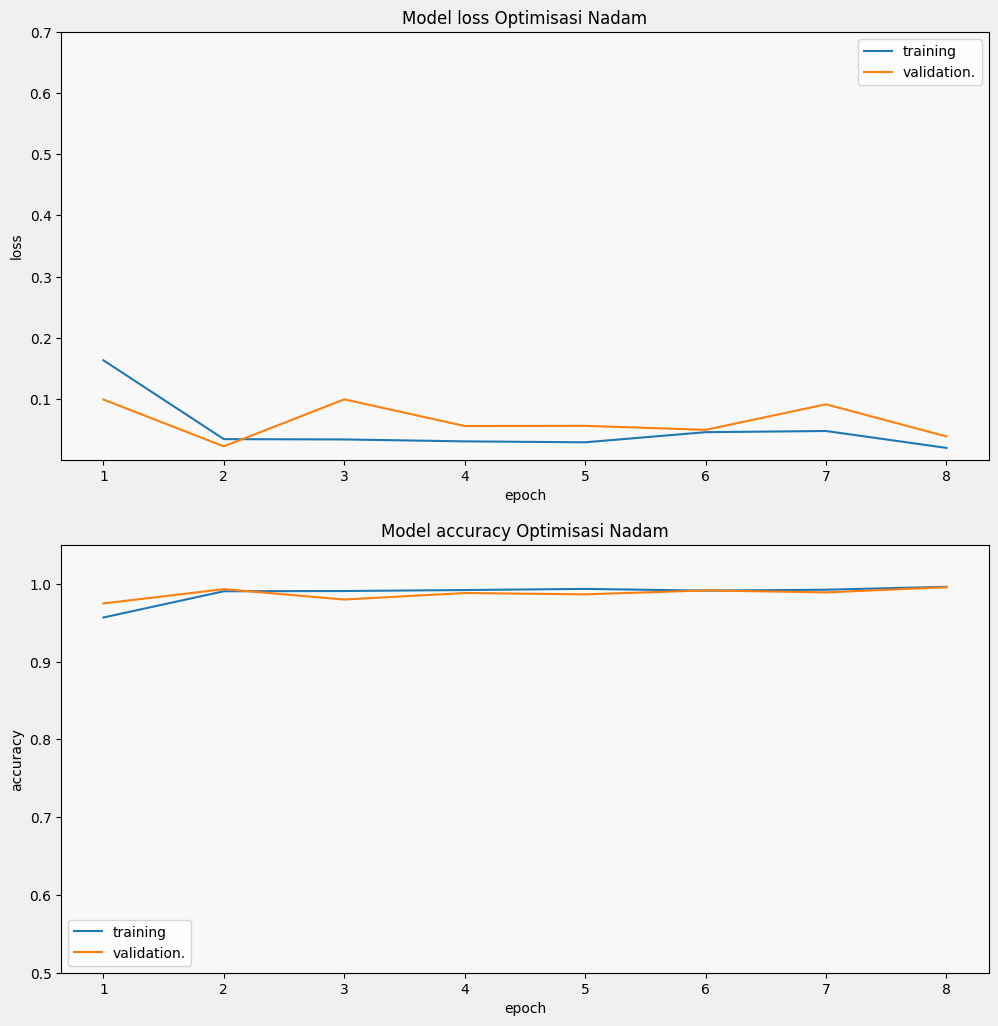 Model loss Optimisasi Nadam
0.7
0.6
0.5
0.4
0.3
0.2
0.1
loss
training
validation.
1 2 3 4 5 6 7 8
epoch
Model accuracy Optimisasi Nadam
1.0
0.9
0.8
0.7
0.6
0.5
accuracy
training
validation.
1 2 3 4 5 6 7 8
epoch